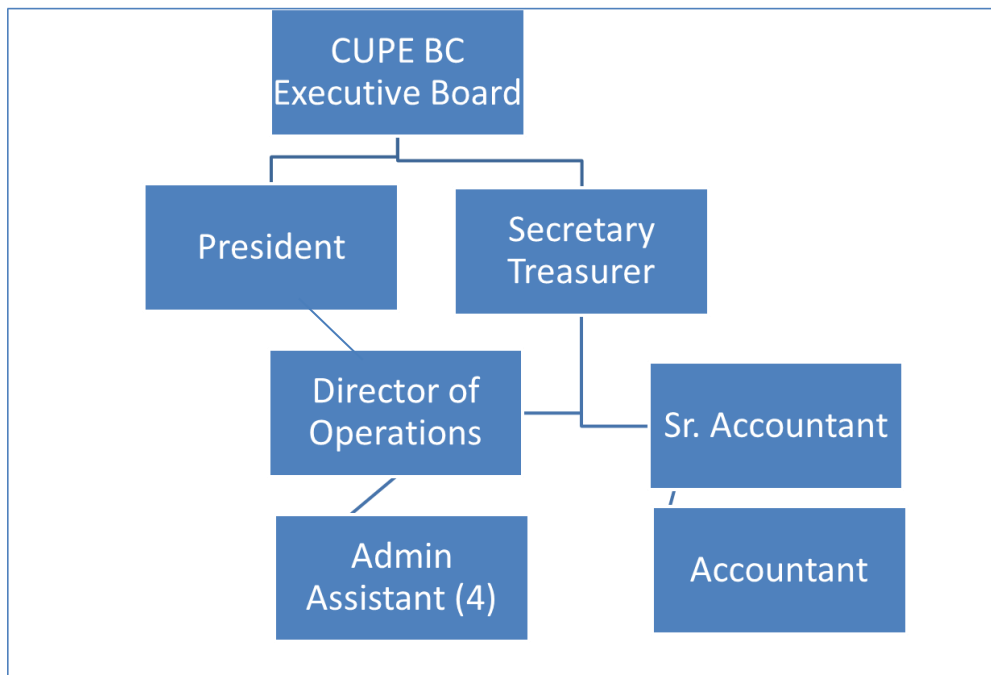 CUPE BC
Executive Board
President
Secretary
Treasurer
Director of
Operations
Sr. Accountant
Admin
Assistant (4)
Accountant